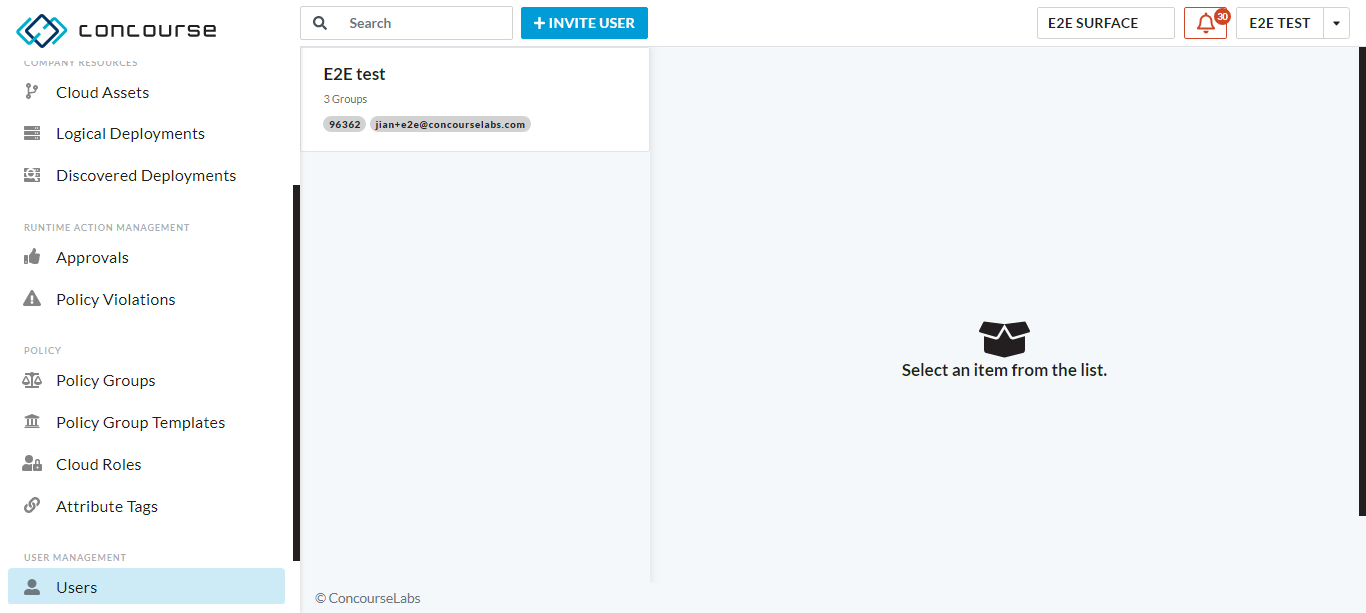 concourse
Search
INVITE USER
E2E SURFACE
30
E2E TEST
COMPANY RESOURCES
Cloud Assets
Logical Deployments
Discovered Deployments
RUNTIME ACTION MANAGEMENT
Approvals
Policy Violations
POLICY
Policy Groups
Policy Group Templates
Cloud Roles
Attribute Tags
USER MANAGEMENT
Users
E2E test
3 Groups
96362 jian+e2e@concourselabs.com
Select an item from the list.
© ConcourseLabs